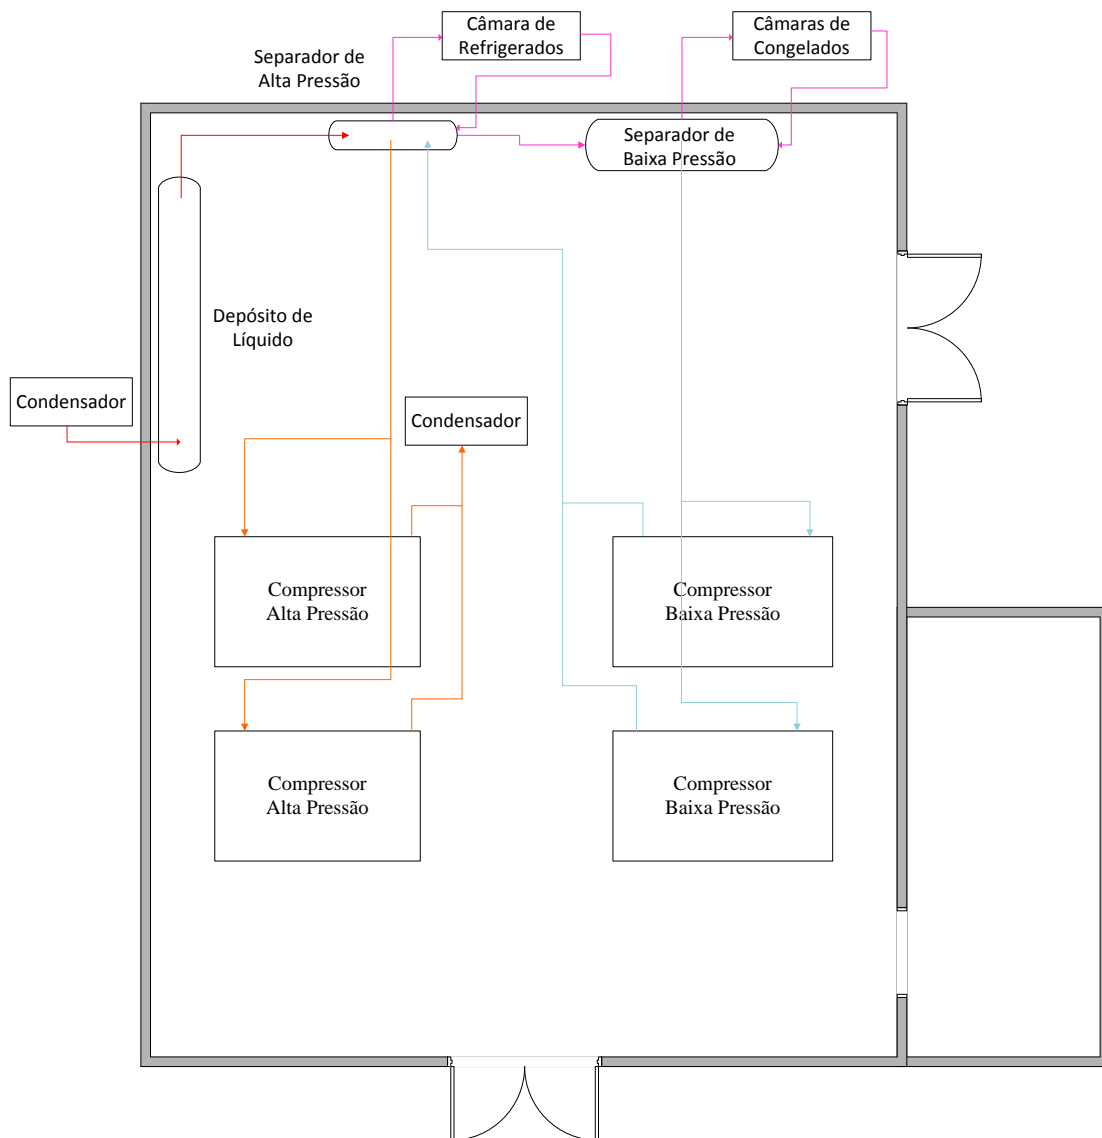 Câmara de
Refrigerados
Câmaras de
Congelados
Separador de
Alta Pressão
Separador de
Baixa Pressão
Depósito de
Líquido
Condensador
Condensador
Compressor
Alta Pressão
Compressor
Baixa Pressão
Compressor
Alta Pressão
Compressor
Baixa Pressão